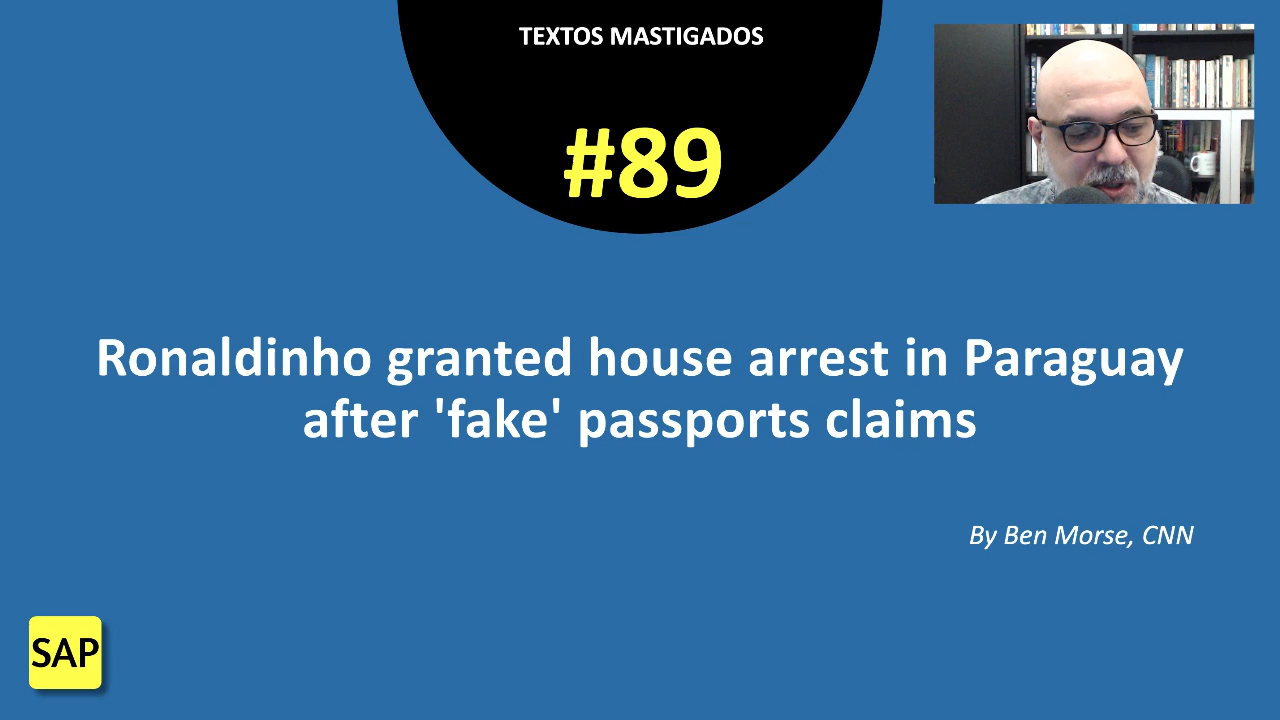 TEXTOS MASTIGADOS
#89
Ronaldinho granted house arrest in Paraguay
after 'fake' passports claims
By Ben Morse, CNN
SAP